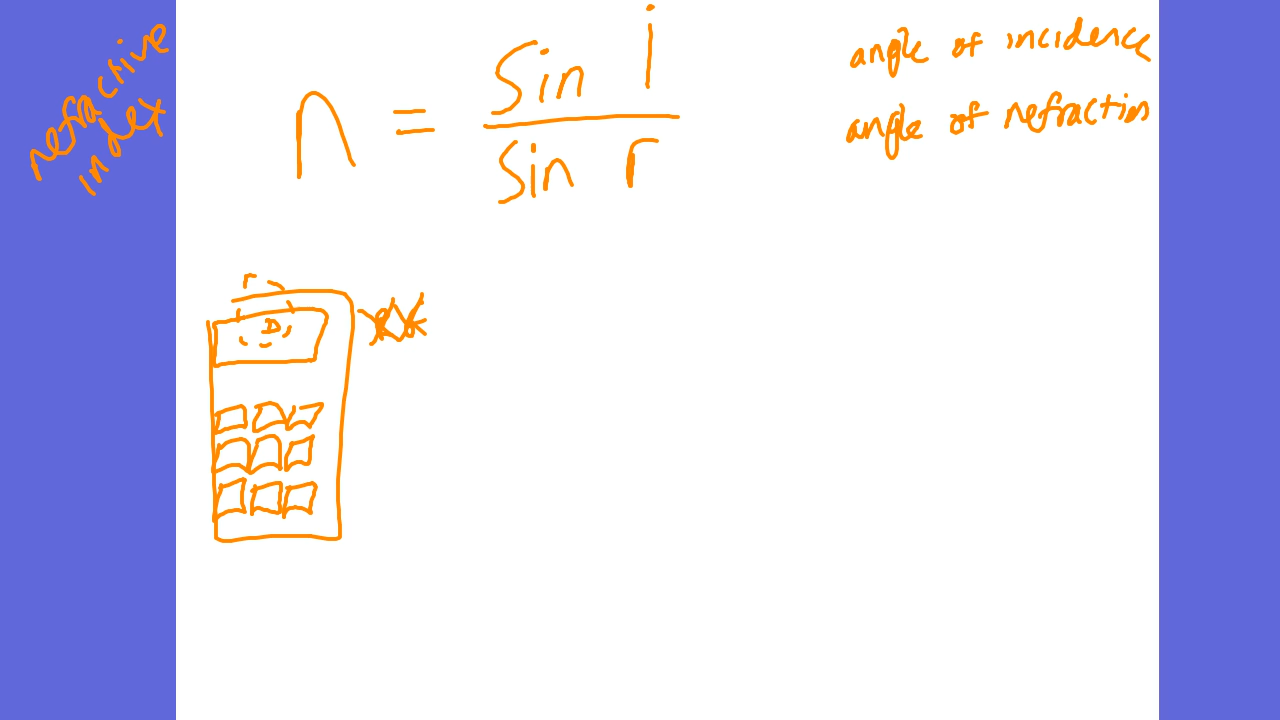 refractive
index
n = sin i / sin r
angle of incidence
angle of refraction
D